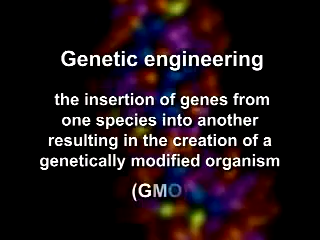 Genetic engineering
the insertion of genes from
one species into another
resulting in the creation of a
genetically modified organism
(GMO